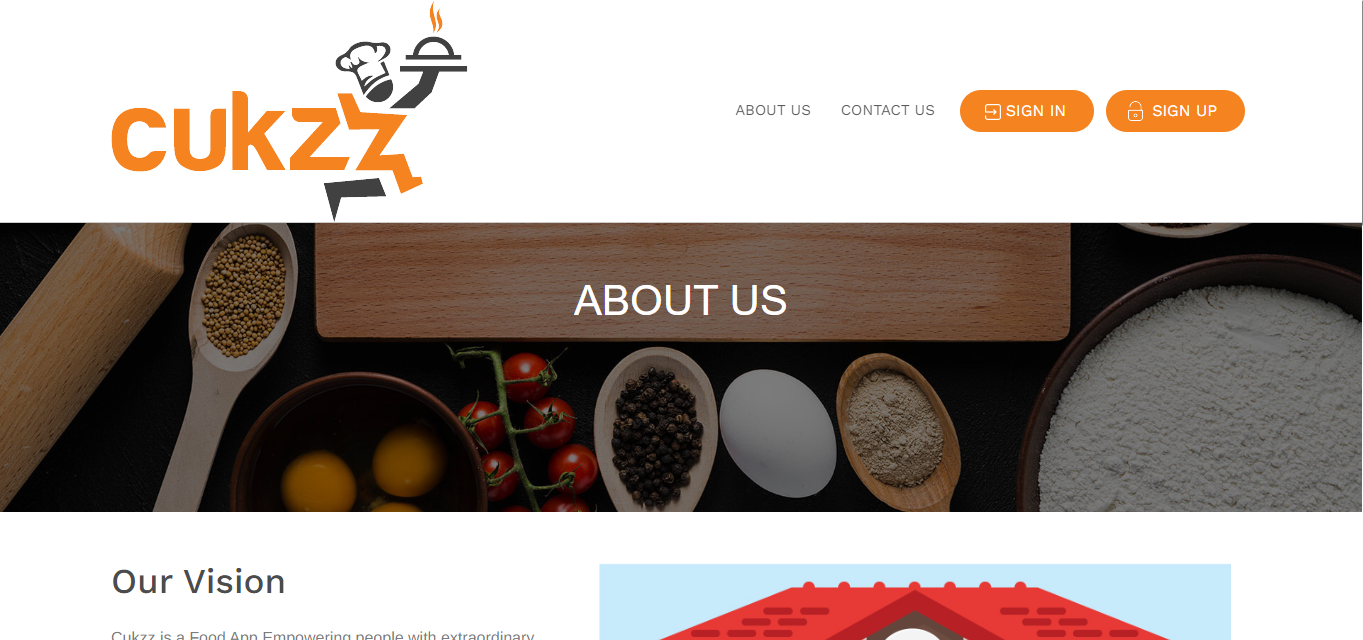 cukzz
ABOUT US
CONTACT US
SIGN IN
SIGN UP
ABOUT US
Our Vision
Cukzz is a Food App Empowering people with extraordinary